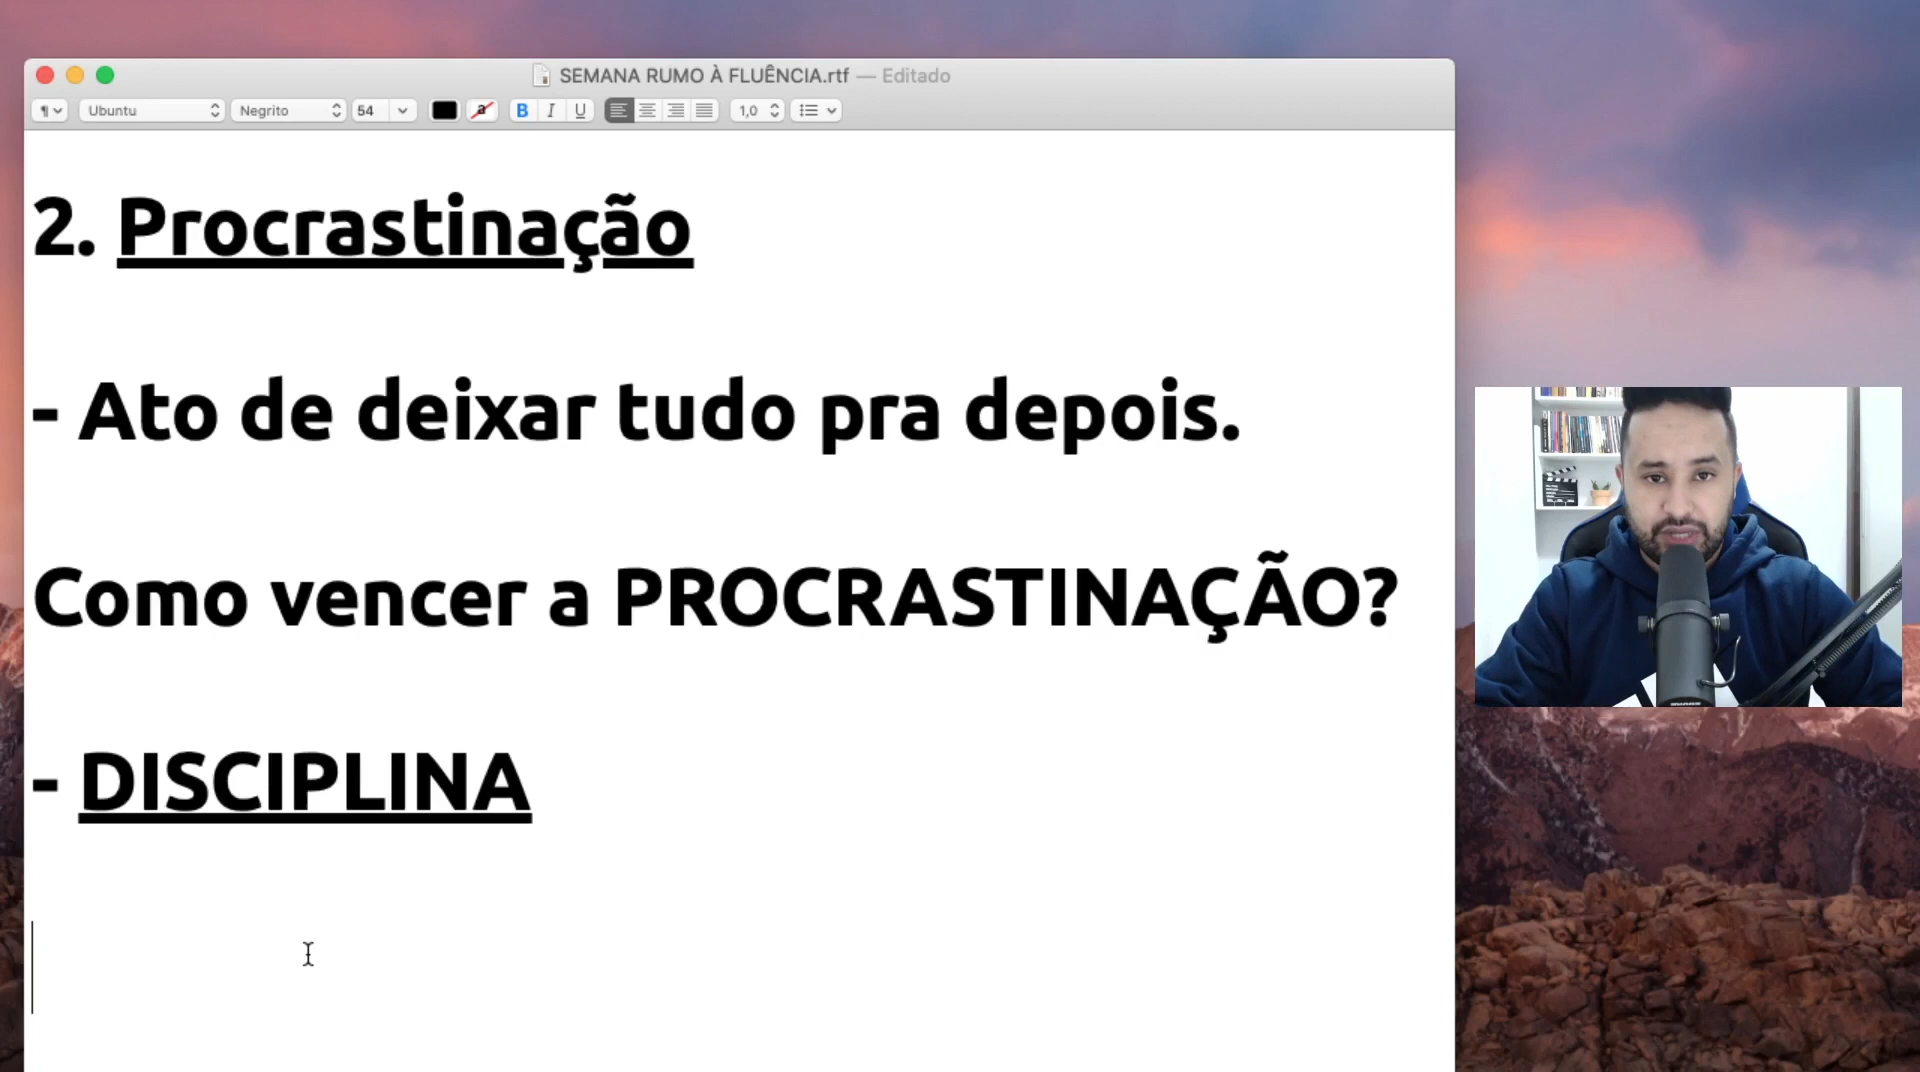 SEMANA RUMO À FLUÊNCIA.rtf — Editado
Ubuntu Negrito 54 a B I U 1,0
2. Procrastinação
- Ato de deixar tudo pra depois.
Como vencer a PROCRASTINAÇÃO?
- DISCIPLINA